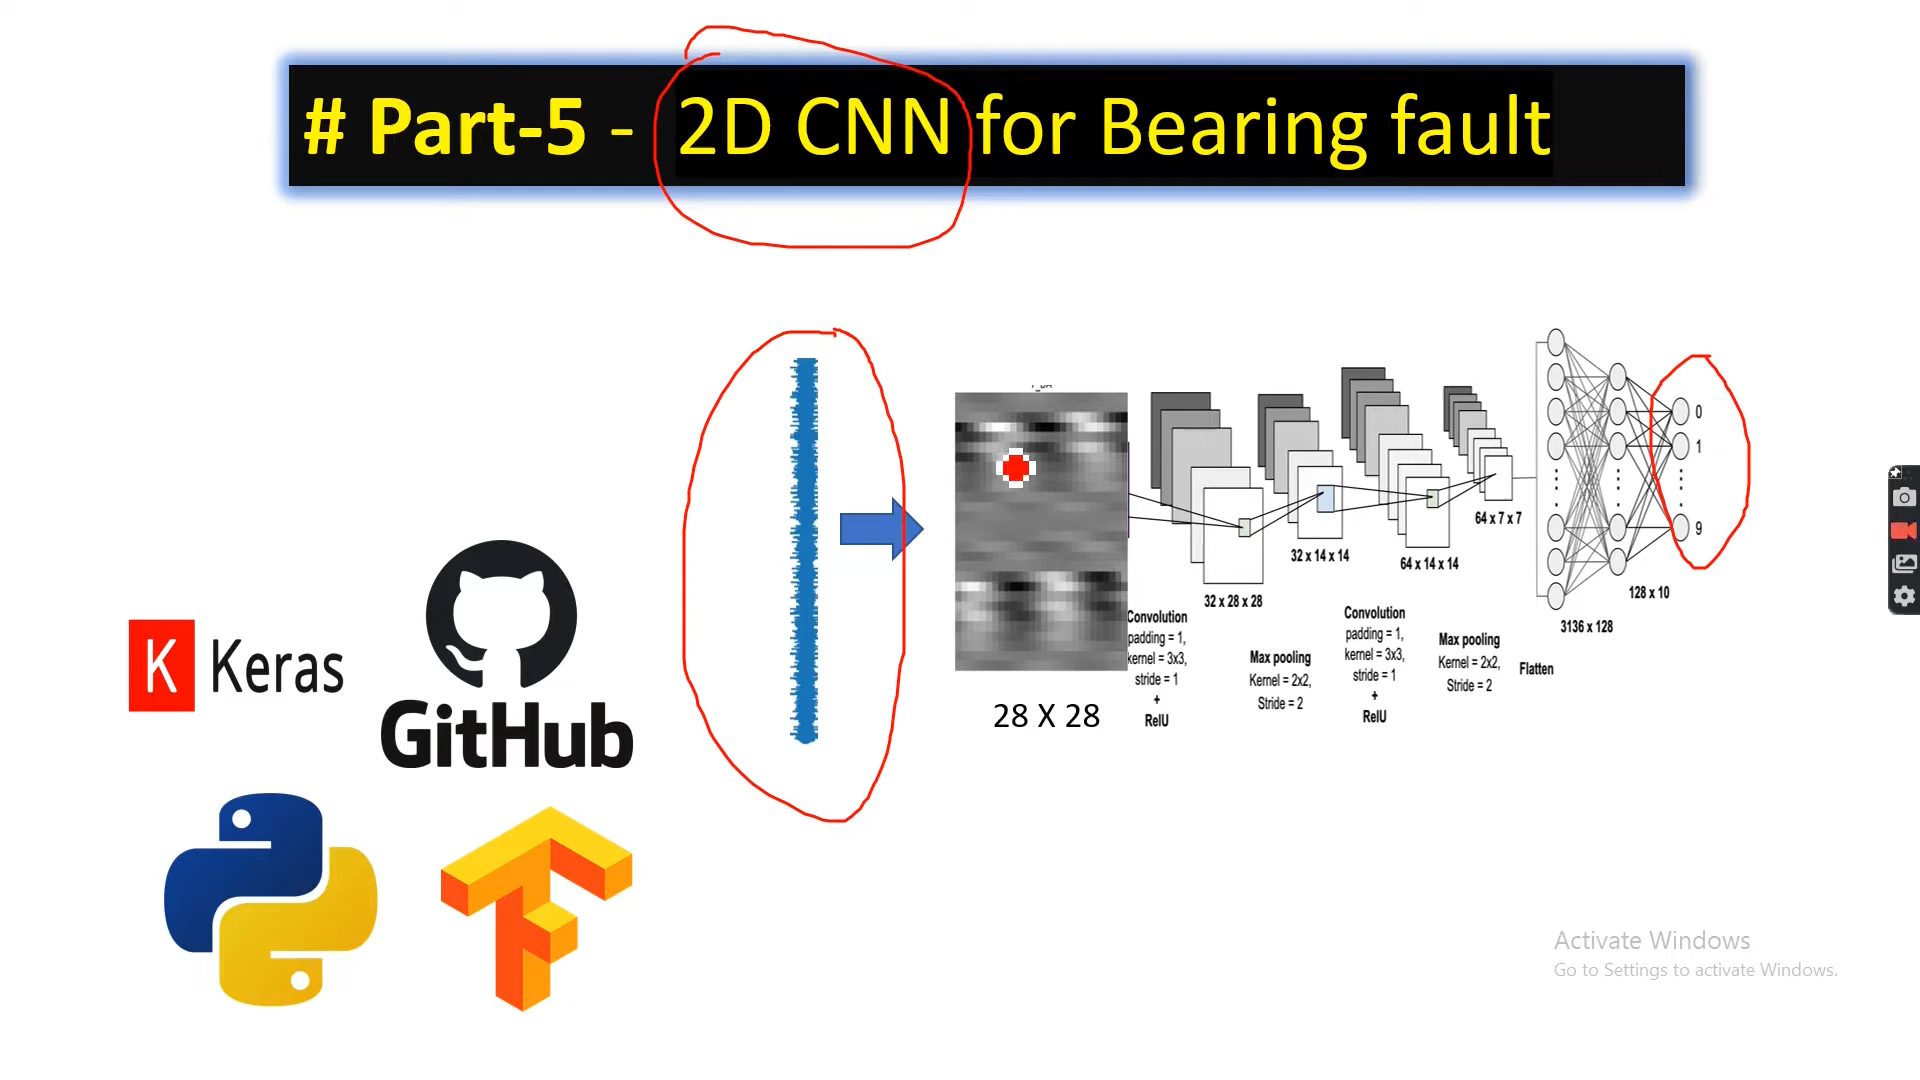 # Part-5 - 2D CNN for Bearing fault
0
1
9
64 x 7 x 7
32 x 14 x 14
64 x 14 x 14
128 x 10
32 x 28 x 28
3136 x 128
Convolution
padding = 1,
kernel = 3x3,
stride = 1
+
RelU
Max pooling
Kernel = 2x2,
Stride = 2
Convolution
padding = 1,
kernel = 3x3,
stride = 1
+
RelU
Max pooling
Kernel = 2x2,
Stride = 2
Flatten
28 X 28
K Keras
GitHub
Activate Windows
Go to Settings to activate Windows.